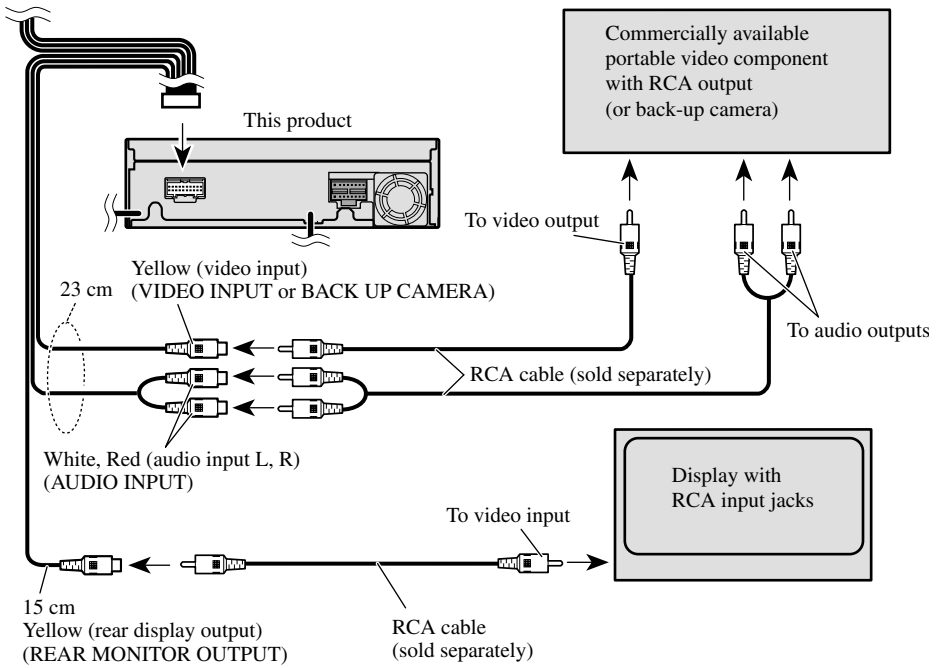 Commercially available
portable video component
with RCA output
(or back-up camera)
This product
To video output
Yellow (video input)
(VIDEO INPUT or BACK UP CAMERA)
23 cm
To audio outputs
RCA cable (sold separately)
White, Red (audio input L, R)
(AUDIO INPUT)
Display with
RCA input jacks
To video input
15 cm
Yellow (rear display output)
(REAR MONITOR OUTPUT)
RCA cable
(sold separately)